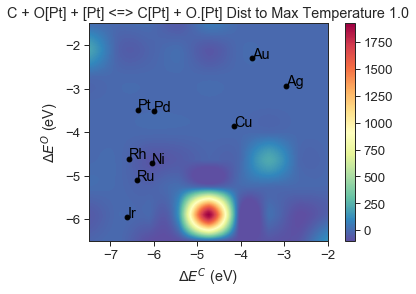 C + O[Pt] + [Pt] <=> C[Pt] + O.[Pt] Dist to Max Temperature 1.0
−2
−3
−4
−5
−6
ΔE^O (eV)
Au
Ag
Pt
Pd
Cu
Rh
Ni
Ru
Ir
−7
−6
−5
−4
−3
−2
ΔE^C (eV)
1750
1500
1250
1000
750
500
250
0